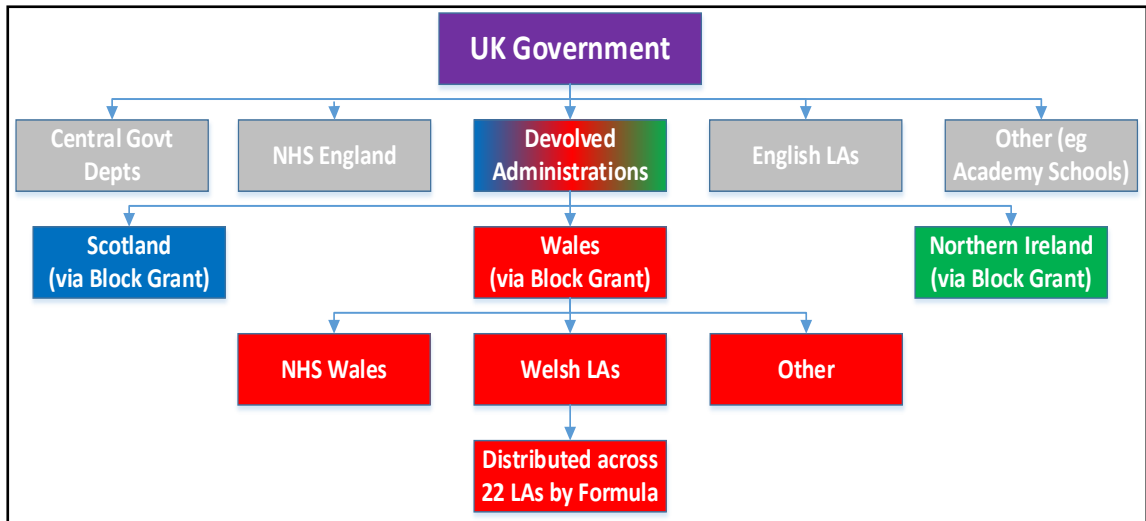 UK Government
Central Govt
Depts
NHS England
Devolved
Administrations
English LAs
Other (eg
Academy Schools)
Scotland
(via Block Grant)
Wales
(via Block Grant)
Northern Ireland
(via Block Grant)
NHS Wales
Welsh LAs
Other
Distributed across
22 LAs by Formula